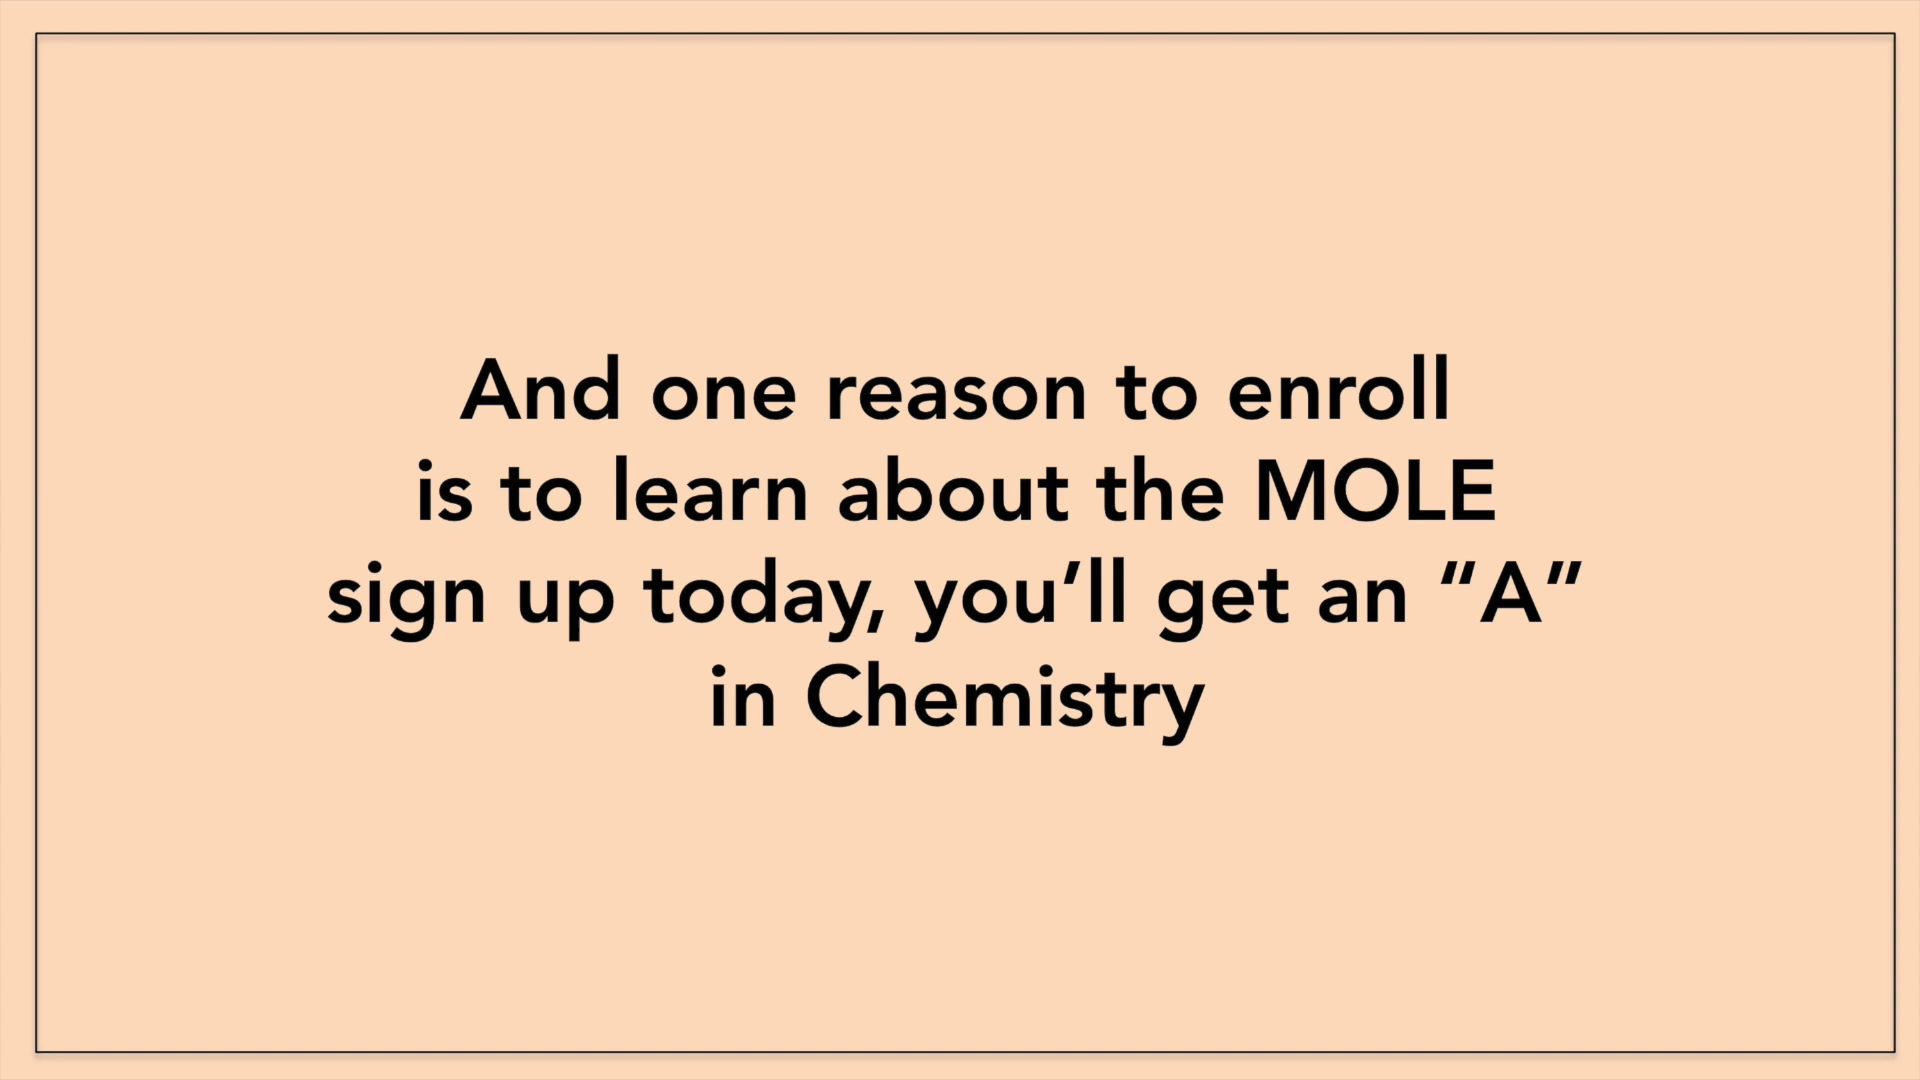 And one reason to enroll
is to learn about the MOLE
sign up today, you’ll get an “A”
in Chemistry